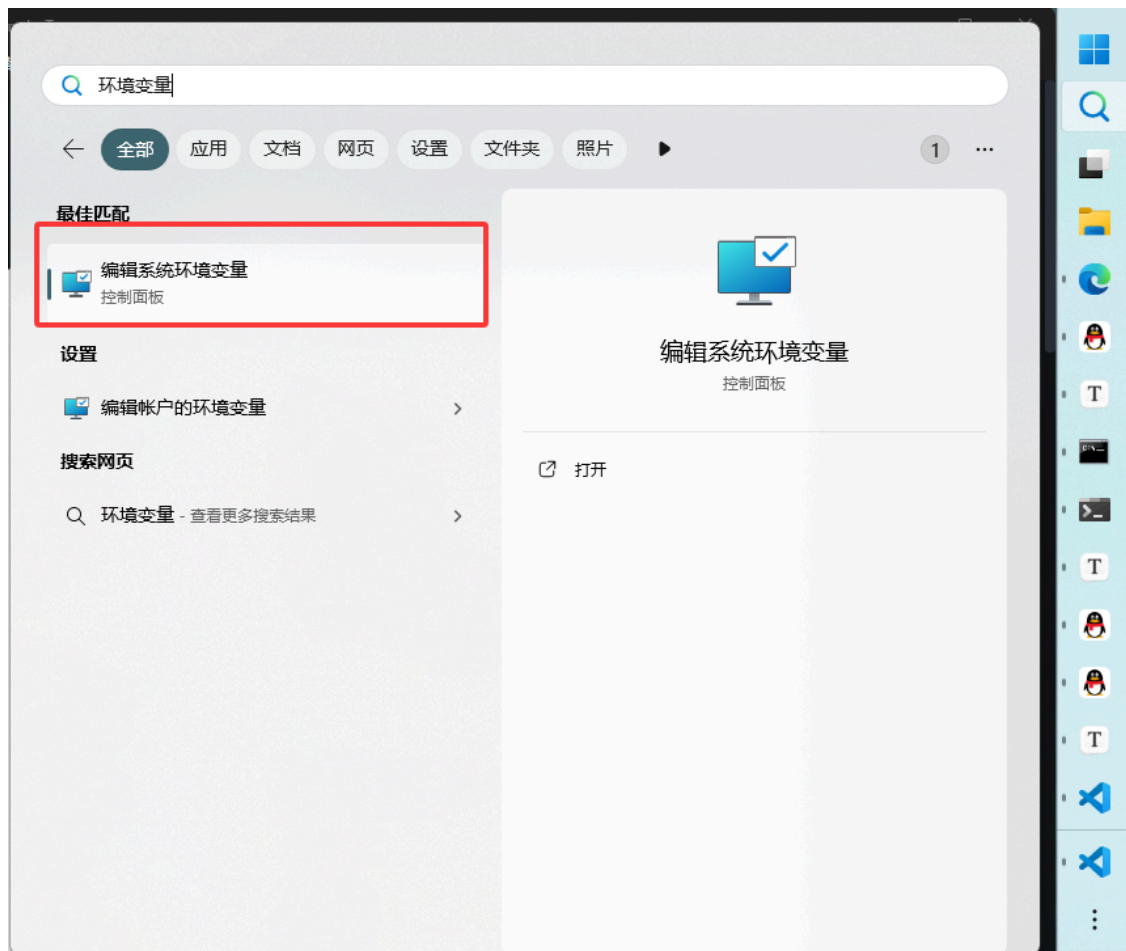 环境变量
全部
应用
文档
网页
设置
文件夹
照片
1
最佳匹配
编辑系统环境变量
控制面板
设置
编辑帐户的环境变量
搜索网页
环境变量 - 查看更多搜索结果
编辑系统环境变量
控制面板
打开
T
T
T